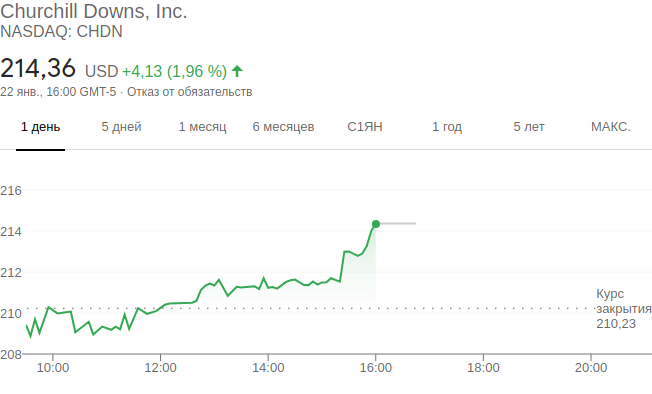 Churchill Downs, Inc.
NASDAQ: CHDN
214,36 USD +4,13 (1,96 %)
22 янв., 16:00 GMT-5 · Отказ от обязательств
1 день 5 дней 1 месяц 6 месяцев С1ЯН 1 год 5 лет МАКС.
216
214
212
210
208
Курс
закрытия
210,23
10:00 12:00 14:00 16:00 18:00 20:00